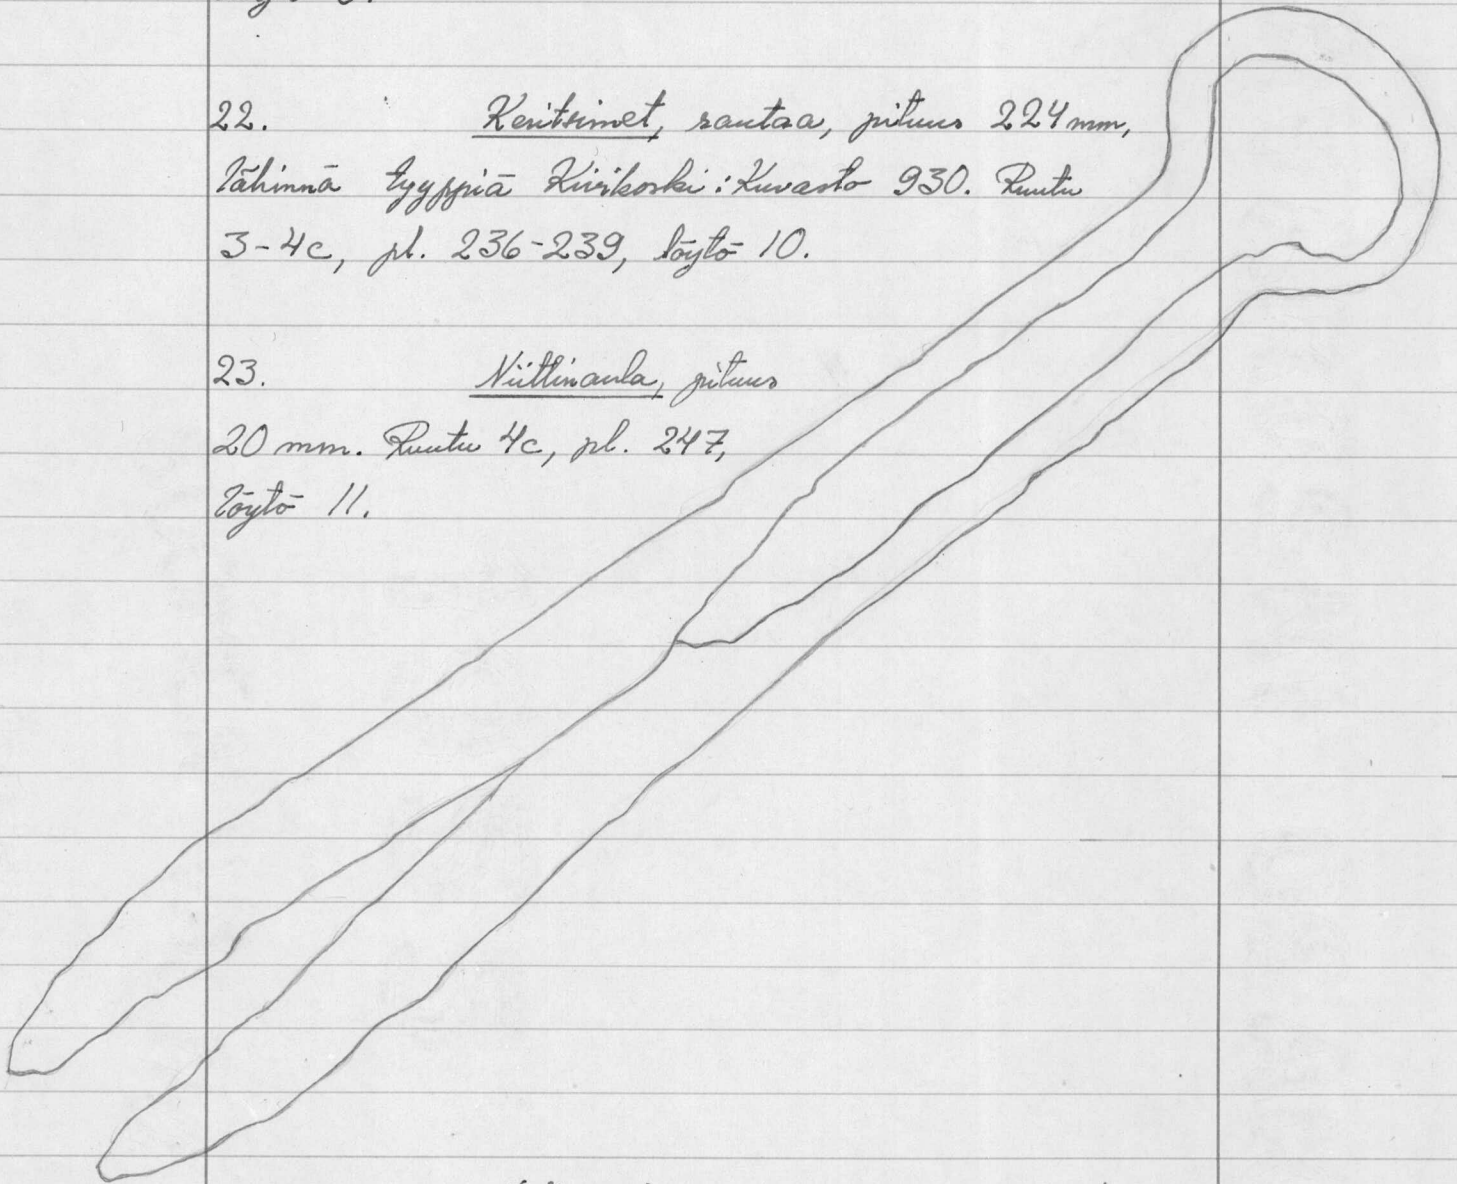 22. Keritsimet, rautaa, pituus 224 mm,
lähinnä tyyppiä Kivikoski: Kuvasto 930. Ruutu
3-4c, pl. 236-239, löytö 10.
23. Niittinaula, pituus
20 mm. Ruutu 4c, pl. 247,
löytö 11.